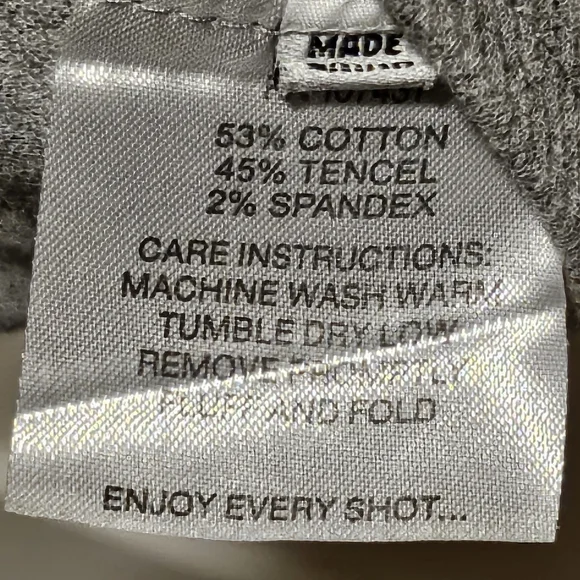 MADE
53% COTTON
45% TENCEL
2% SPANDEX
CARE INSTRUCTIONS:
MACHINE WASH WARM
TUMBLE DRY LOW
REMOVE PROMPTLY
FLUFF AND FOLD
ENJOY EVERY SHOT...